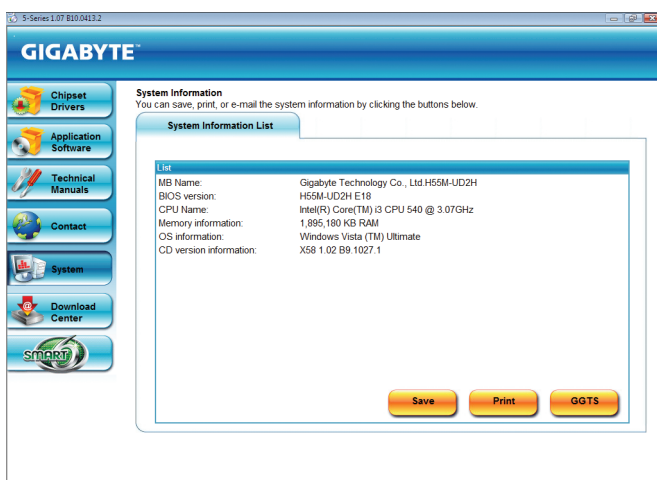 5-Series 1.07 B10.0413.2
GIGABYTE™
Chipset
Drivers
Application
Software
Technical
Manuals
Contact
System
Download
Center
SMART6
System Information
You can save, print, or e-mail the system information by clicking the buttons below.
System Information List
List
MB Name: Gigabyte Technology Co., Ltd.H55M-UD2H
BIOS version: H55M-UD2H E18
CPU Name: Intel(R) Core(TM) i3 CPU 540 @ 3.07GHz
Memory information: 1,895,180 KB RAM
OS information: Windows Vista (TM) Ultimate
CD version information: X58 1.02 B9.1027.1
Save Print GGTS